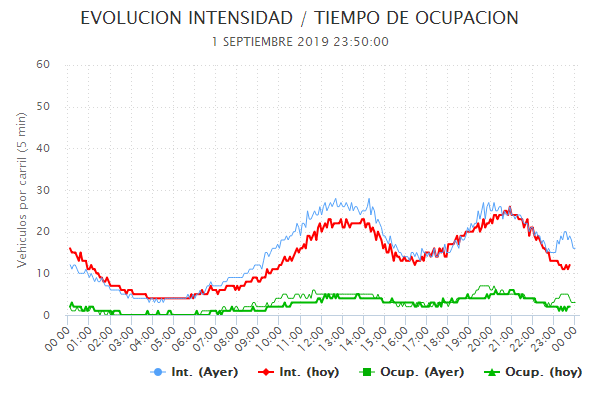 EVOLUCION INTENSIDAD / TIEMPO DE OCUPACION
1 SEPTIEMBRE 2019 23:50:00
Vehiculos por carril (5 min)
60
50
40
30
20
10
0
00:00 01:00 02:00 03:00 04:00 05:00 06:00 07:00 08:00 09:00 10:00 11:00 12:00 13:00 14:00 15:00 16:00 17:00 18:00 19:00 20:00 21:00 22:00 23:00 00:00
Int. (Ayer) Int. (hoy) Ocup. (Ayer) Ocup. (hoy)